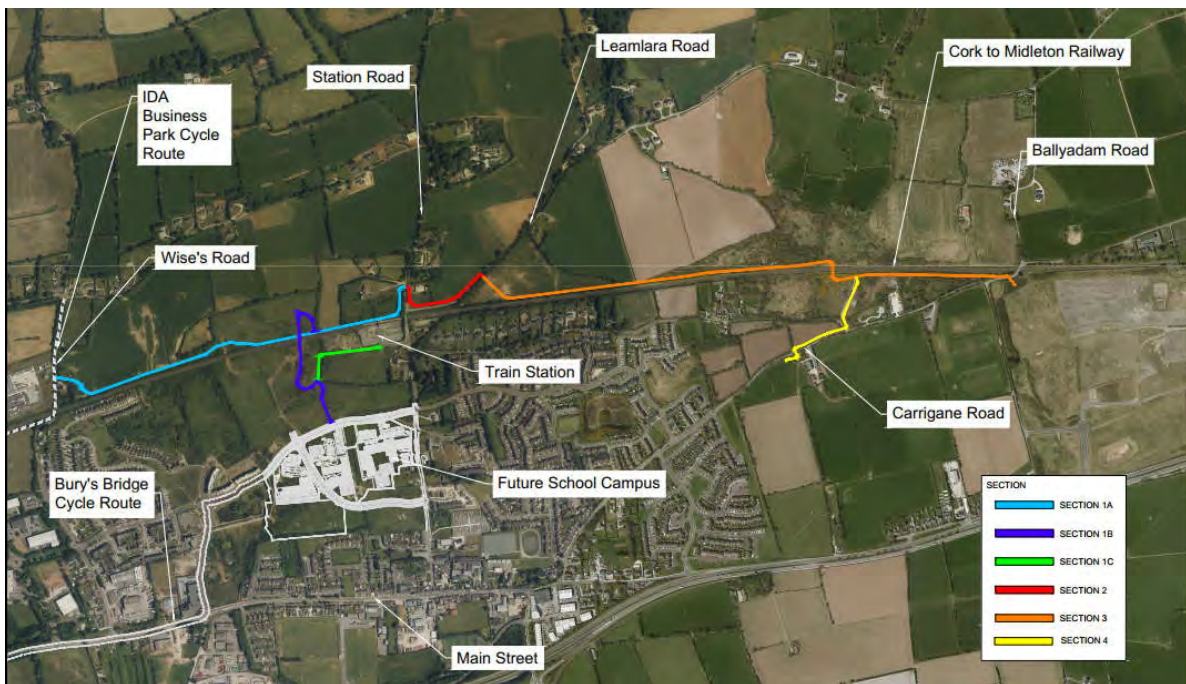 Leamlara Road
Cork to Midleton Railway
Station Road
IDA
Business
Park Cycle
Route
Ballyadam Road
Wise's Road
Train Station
Carrigane Road
Bury's Bridge
Cycle Route
Future School Campus
Main Street
SECTION
SECTION 1A
SECTION 1B
SECTION 1C
SECTION 2
SECTION 3
SECTION 4